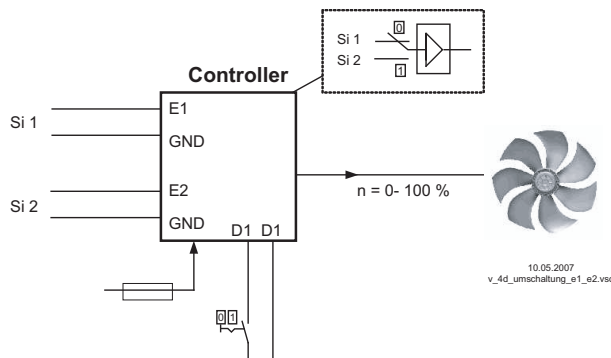 0
Si 1
Si 2
1
Controller
E1
Si 1
GND
E2
Si 2
GND
D1 D1
n = 0- 100 %
10.05.2007
v_4d_umschaltung_e1_e2.vsd
0 1